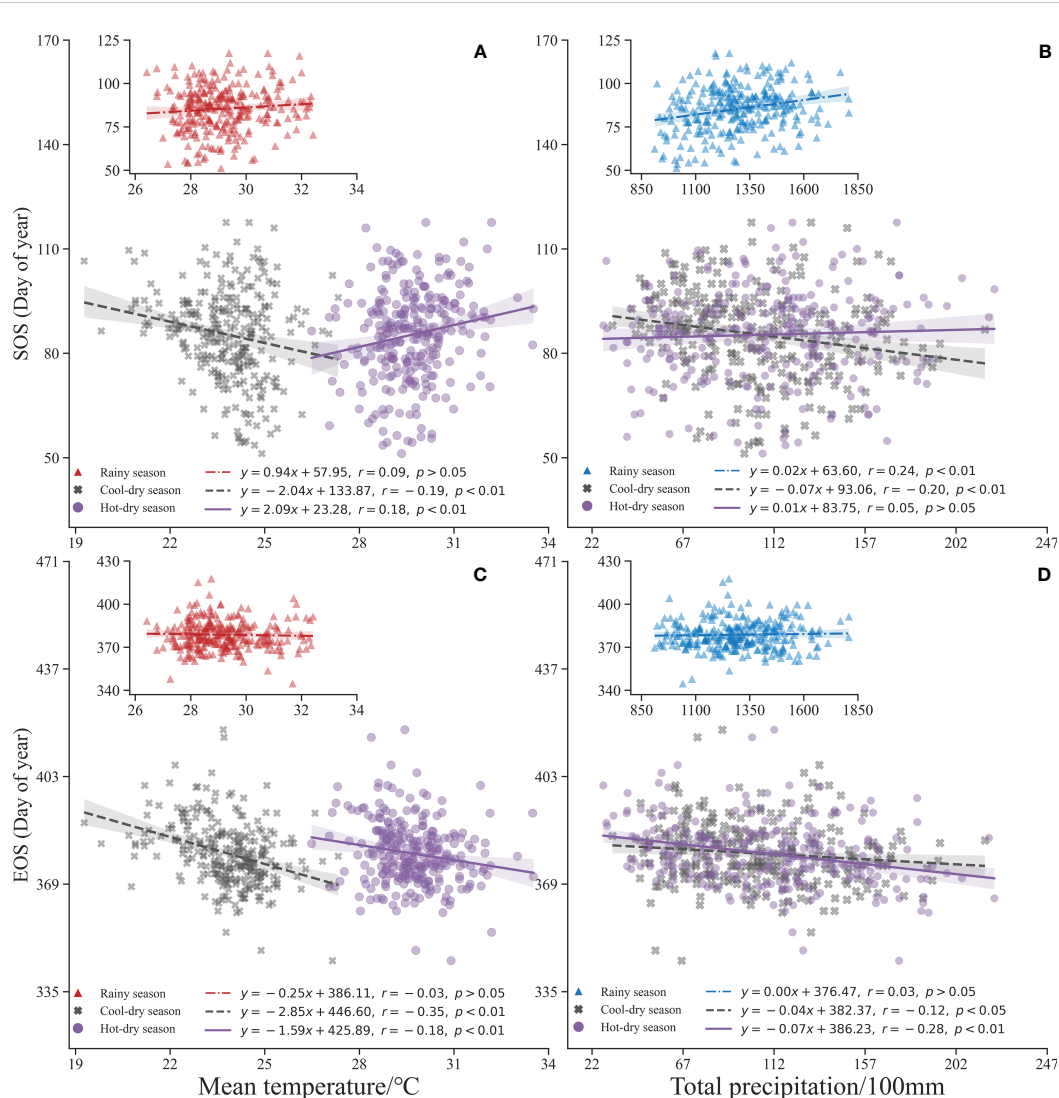 A
170
140
110
80
50
SOS (Day of year)
125
100
75
50
26 28 30 32 34
Rainy season y = 0.94x + 57.95, r = 0.09, p > 0.05
Cool-dry season y = −2.04x + 133.87, r = −0.19, p < 0.01
Hot-dry season y = 2.09x + 23.28, r = 0.18, p < 0.01
19 22 25 28 31 34
B
170
140
110
80
50
125
100
75
50
850 1100 1350 1600 1850
Rainy season y = 0.02x + 63.60, r = 0.24, p < 0.01
Cool-dry season y = −0.07x + 93.06, r = −0.20, p < 0.01
Hot-dry season y = 0.01x + 83.75, r = 0.05, p > 0.05
22 67 112 157 202 247
C
471
437
403
369
335
EOS (Day of year)
430
400
370
340
26 28 30 32 34
Rainy season y = −0.25x + 386.11, r = −0.03, p > 0.05
Cool-dry season y = −2.85x + 446.60, r = −0.35, p < 0.01
Hot-dry season y = −1.59x + 425.89, r = −0.18, p < 0.01
19 22 25 28 31 34
Mean temperature/°C
D
471
437
403
369
335
430
400
370
340
850 1100 1350 1600 1850
Rainy season y = 0.00x + 376.47, r = 0.03, p > 0.05
Cool-dry season y = −0.04x + 382.37, r = −0.12, p < 0.05
Hot-dry season y = −0.07x + 386.23, r = −0.28, p < 0.01
22 67 112 157 202 247
Total precipitation/100mm